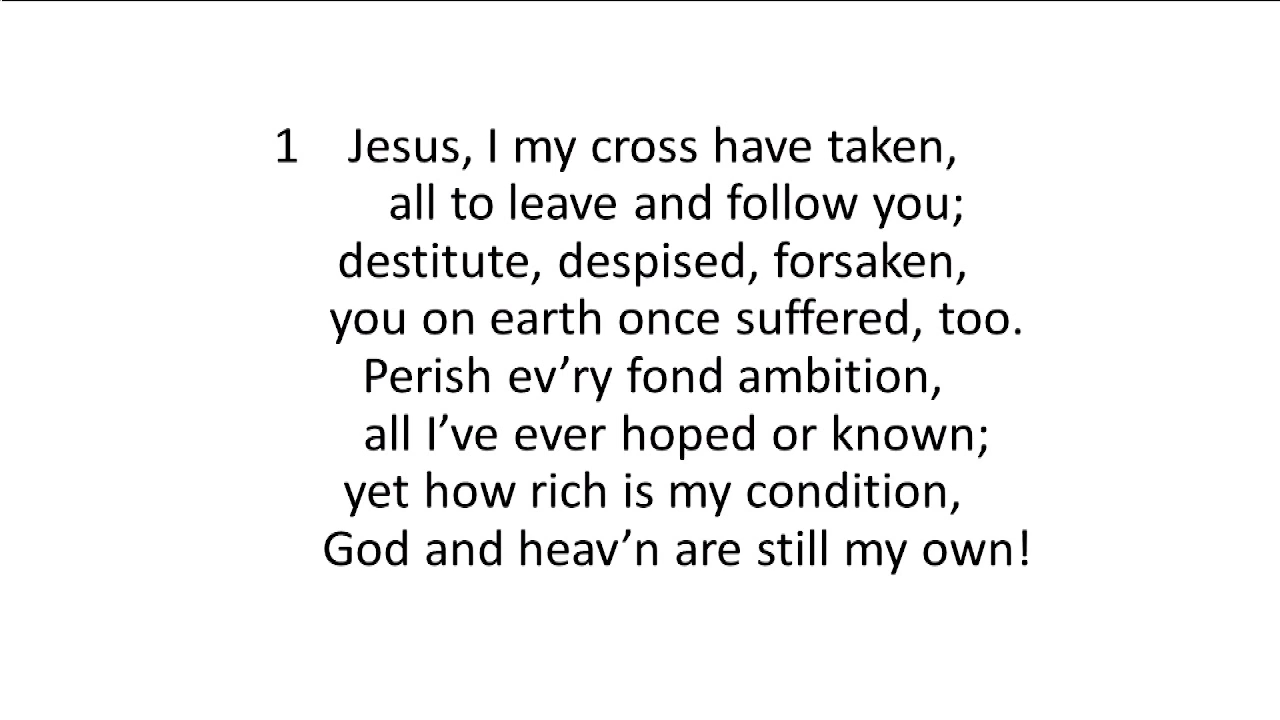 1 Jesus, I my cross have taken,
all to leave and follow you;
destitute, despised, forsaken,
you on earth once suffered, too.
Perish ev’ry fond ambition,
all I’ve ever hoped or known;
yet how rich is my condition,
God and heav’n are still my own!